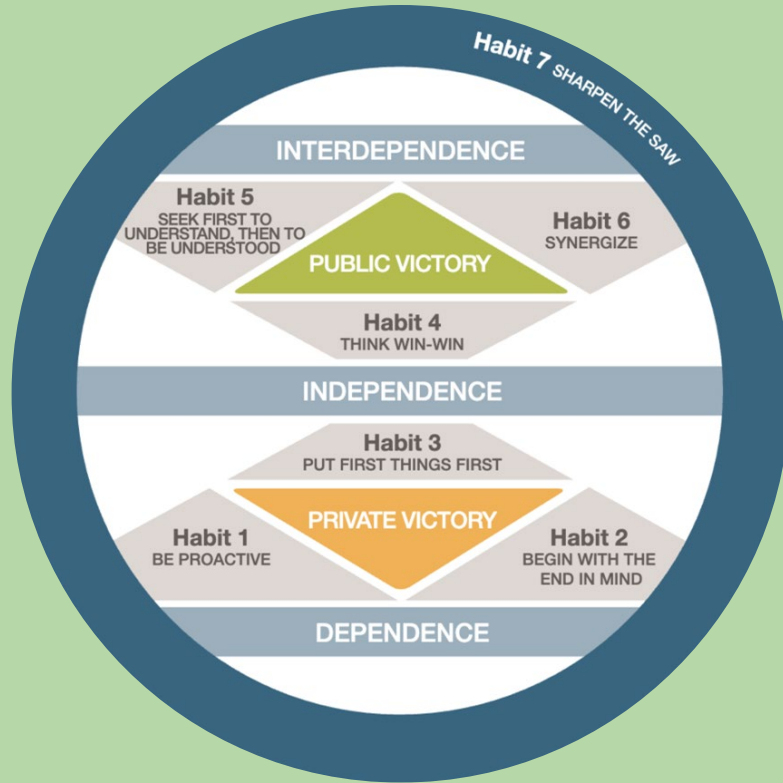 Habit 7 SHARPEN THE SAW
INTERDEPENDENCE
Habit 5
SEEK FIRST TO
UNDERSTAND, THEN TO
BE UNDERSTOOD
Habit 6
SYNERGIZE
PUBLIC VICTORY
Habit 4
THINK WIN-WIN
INDEPENDENCE
Habit 3
PUT FIRST THINGS FIRST
PRIVATE VICTORY
Habit 1
BE PROACTIVE
Habit 2
BEGIN WITH THE
END IN MIND
DEPENDENCE